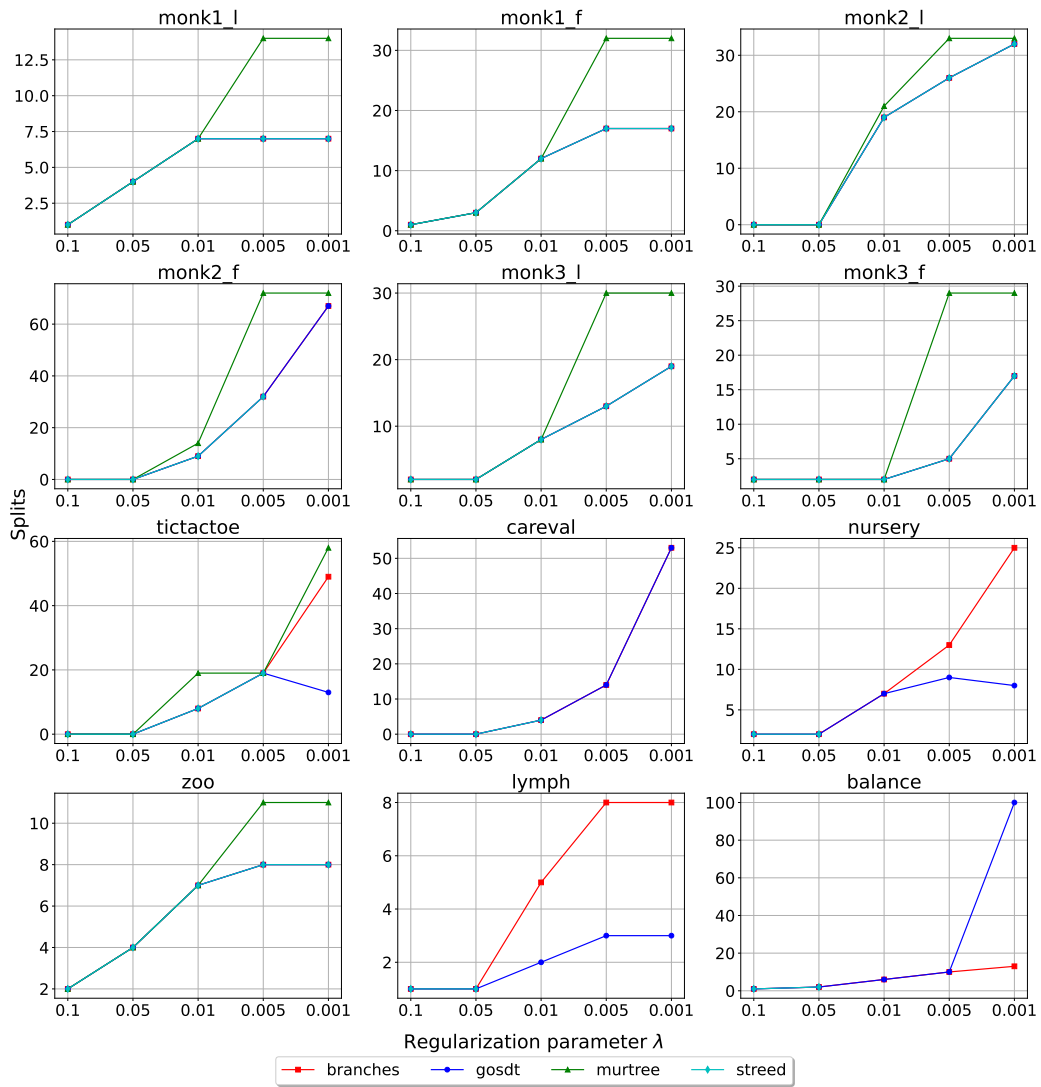 monk1_l monk1_f monk2_l
12.5 10.0 7.5 5.0 2.5
30 20 10 0
30 20 10 0
0.1 0.05 0.01 0.005 0.001 0.1 0.05 0.01 0.005 0.001 0.1 0.05 0.01 0.005 0.001
monk2_f monk3_l monk3_f
60 40 20 0
30 20 10
30 25 20 15 10 5
0.1 0.05 0.01 0.005 0.001 0.1 0.05 0.01 0.005 0.001 0.1 0.05 0.01 0.005 0.001
Splits
tictactoe careval nursery
60 40 20 0
50 40 30 20 10 0
25 20 15 10 5
0.1 0.05 0.01 0.005 0.001 0.1 0.05 0.01 0.005 0.001 0.1 0.05 0.01 0.005 0.001
zoo lymph balance
10 8 6 4 2
8 6 4 2
100 80 60 40 20 0
0.1 0.05 0.01 0.005 0.001 0.1 0.05 0.01 0.005 0.001 0.1 0.05 0.01 0.005 0.001
Regularization parameter λ
branches gosdt murtree streed